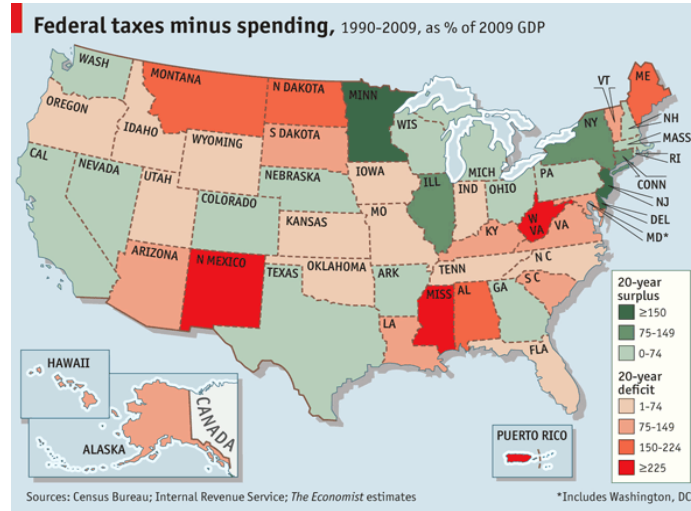 Federal taxes minus spending, 1990-2009, as % of 2009 GDP
WASH
MONTANA
N DAKOTA
MINN
VT
ME
OREGON
IDAHO
WYOMING
S DAKOTA
WIS
MICH
NY
NH
MASS
RI
CONN
NJ
DEL
MD*
CAL
NEVADA
UTAH
COLORADO
NEBRASKA
IOWA
ILL
IND
OHIO
PA
KANSAS
MO
KY
W
VA
VA
ARIZONA
N MEXICO
TEXAS
OKLAHOMA
ARK
TENN
N C
S C
LA
MISS
AL
GA
FLA
20-year
surplus
≥150
75-149
0-74
20-year
deficit
1-74
75-149
150-224
≥225
HAWAII
ALASKA
CANADA
PUERTO RICO
Sources: Census Bureau; Internal Revenue Service; The Economist estimates
*Includes Washington, DC